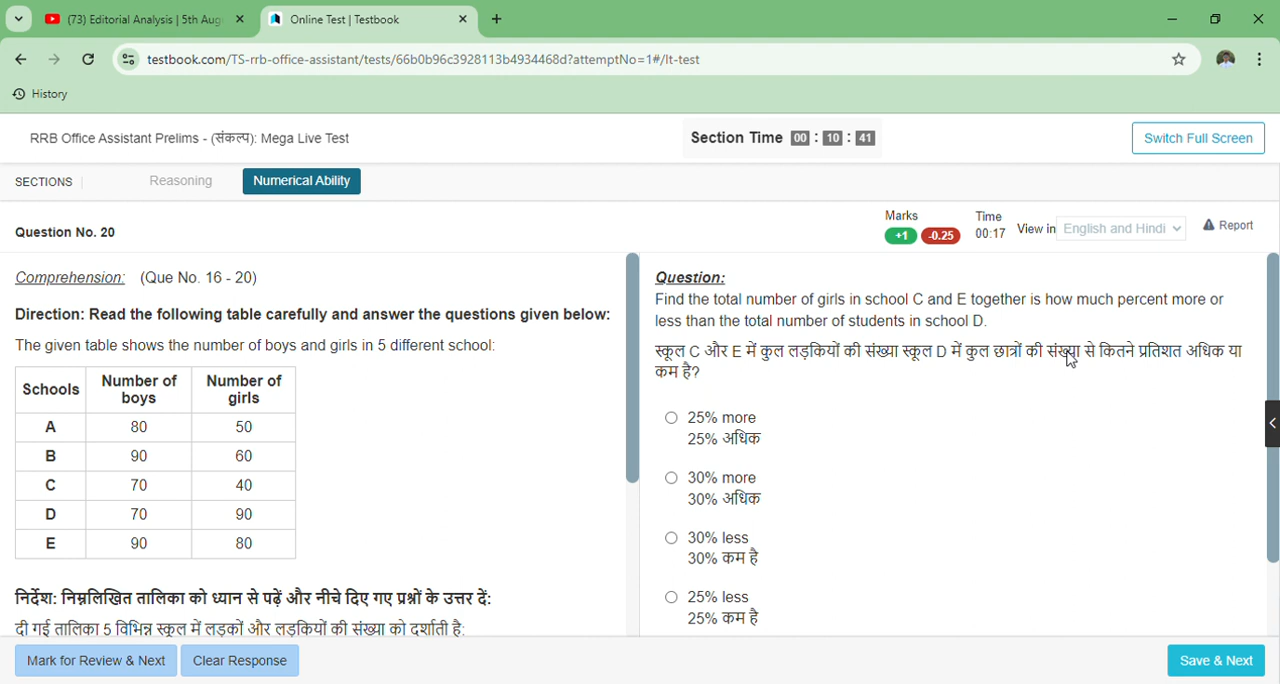 (73) Editorial Analysis | 5th Aug
Online Test | Testbook
testbook.com/TS-rrb-office-assistant/tests/66b0b96c3928113b4934468d?attemptNo=1#/lt-test
History
RRB Office Assistant Prelims - (संकल्प): Mega Live Test
Section Time 00 : 10 : 41
Switch Full Screen
SECTIONS
Reasoning
Numerical Ability
Question No. 20
Marks
+1 -0.25
Time
00:17
View in English and Hindi
Report
Comprehension: (Que No. 16 - 20)
Direction: Read the following table carefully and answer the questions given below:
The given table shows the number of boys and girls in 5 different school:
Schools Number of boys Number of girls
A 80 50
B 90 60
C 70 40
D 70 90
E 90 80
निर्देश: निम्नलिखित तालिका को ध्यान से पढ़ें और नीचे दिए गए प्रश्नों के उत्तर दें:
दी गई तालिका 5 विभिन्न स्कूल में लड़कों और लड़कियों की संख्या को दर्शाती है:
Question:
Find the total number of girls in school C and E together is how much percent more or
less than the total number of students in school D.
स्कूल C और E में कुल लड़कियों की संख्या स्कूल D में कुल छात्रों की संख्या से कितने प्रतिशत अधिक या
कम है?
25% more
25% अधिक
30% more
30% अधिक
30% less
30% कम है
25% less
25% कम है
Mark for Review & Next
Clear Response
Save & Next